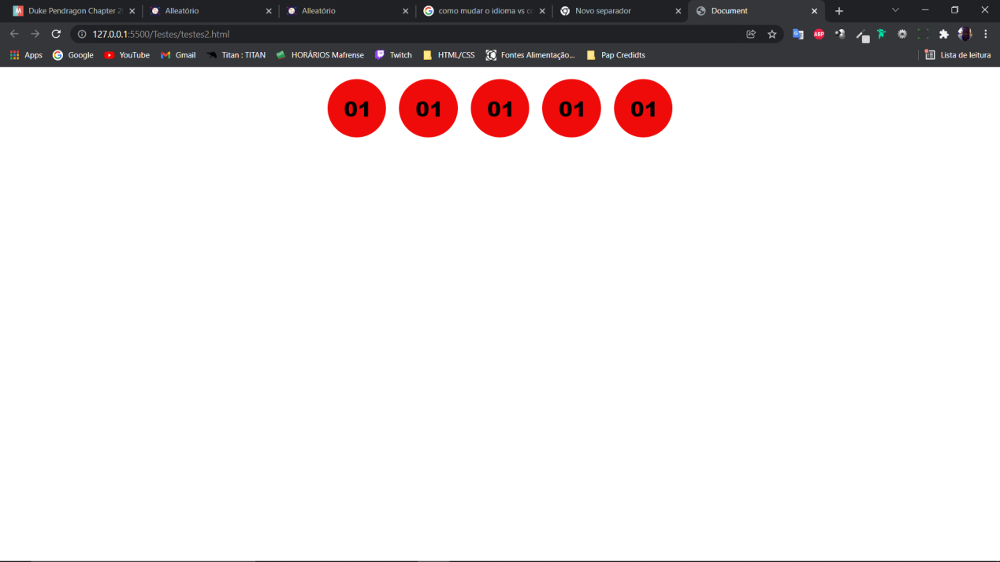 Duke Pendragon Chapter 2
Alleatório
Alleatório
como mudar o idioma vs co
Novo separador
Document
127.0.0.1:5500/Testes/testes2.html
ABP
Apps
Google
YouTube
Gmail
Titan : TITAN
HORÁRIOS Mafrense
Twitch
HTML/CSS
Fontes Alimentação...
Pap Credidts
Lista de leitura
01 01 01 01 01